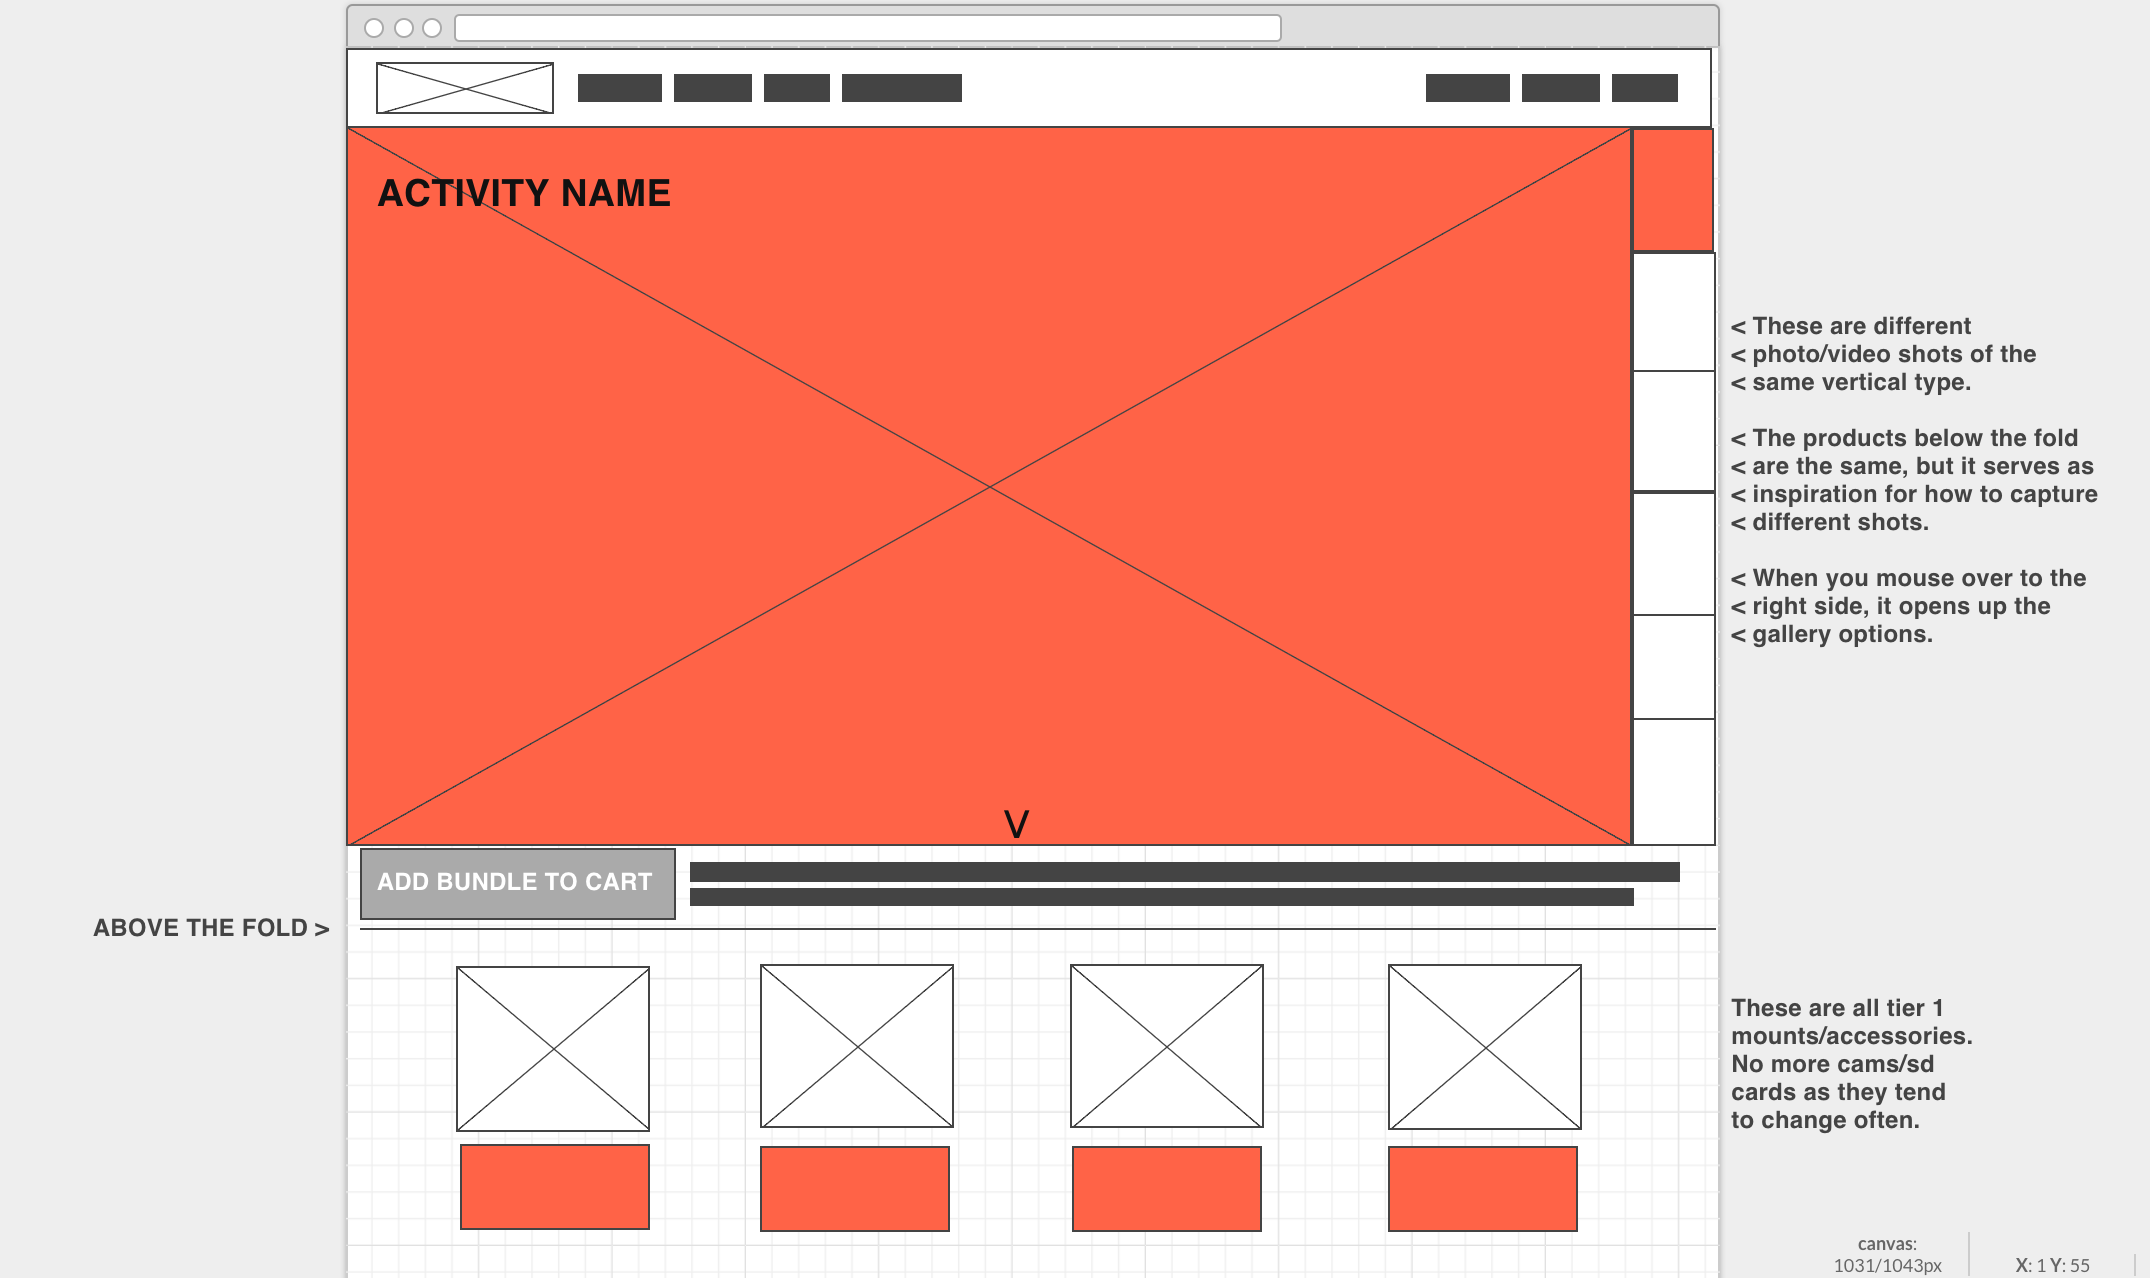 ACTIVITY NAME
< These are different
< photo/video shots of the
< same vertical type.
< The products below the fold
< are the same, but it serves as
< inspiration for how to capture
< different shots.
< When you mouse over to the
< right side, it opens up the
< gallery options.
V
ADD BUNDLE TO CART
ABOVE THE FOLD >
These are all tier 1
mounts/accessories.
No more cams/sd
cards as they tend
to change often.
canvas:
1031/1043px
X: 1 Y: 55